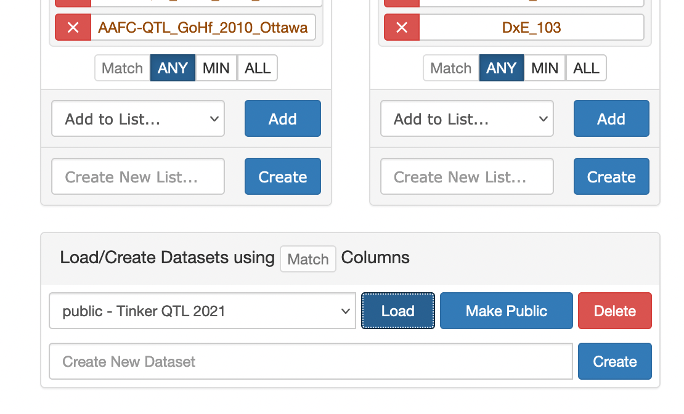 AAFC-QTL_GoHf_2010_Ottawa
DxE_103
Match ANY MIN ALL
Match ANY MIN ALL
Add to List... Add
Add to List... Add
Create New List... Create
Create New List... Create
Load/Create Datasets using Match Columns
public - Tinker QTL 2021 Load Make Public Delete
Create New Dataset Create